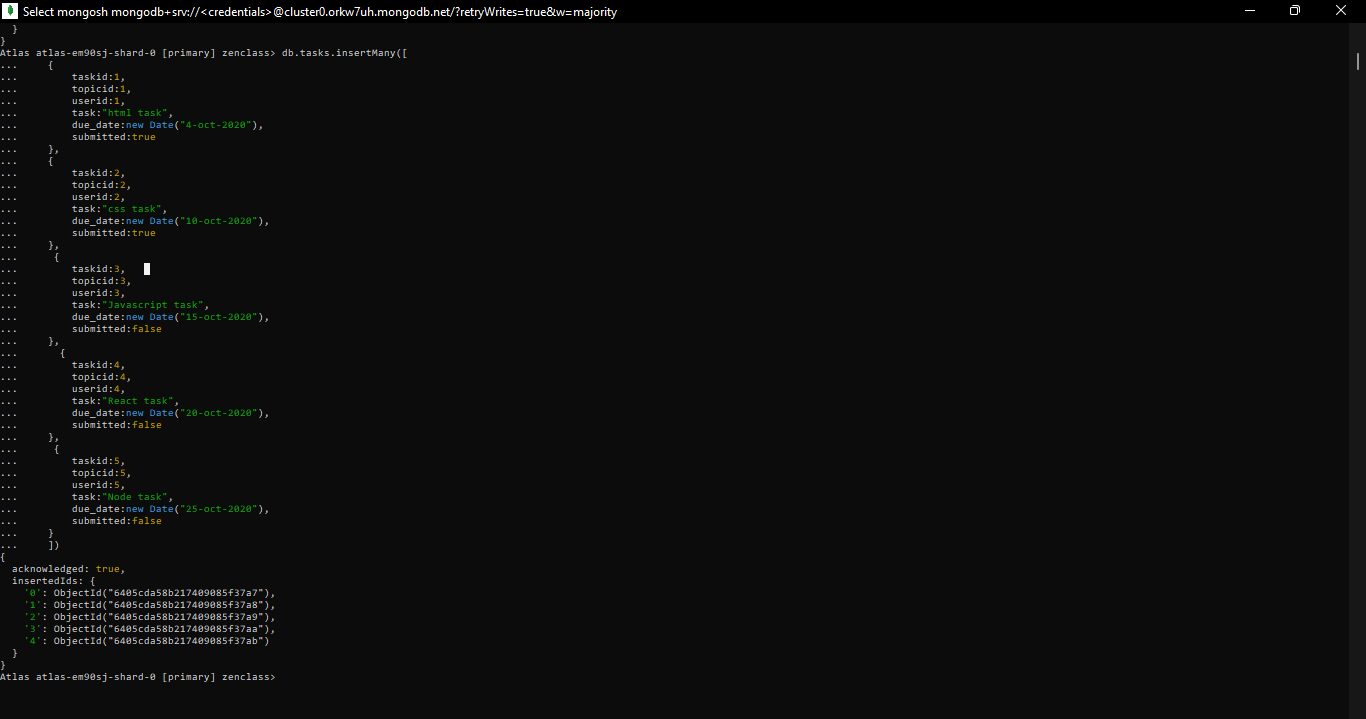 Select mongosh mongodb+srv://<credentials>@cluster0.orkw7uh.mongodb.net/?retryWrites=true&w=majority
  }
}
Atlas atlas-em90sj-shard-0 [primary] zenclass> db.tasks.insertMany([
...     {
...         taskid:1,
...         topicid:1,
...         userid:1,
...         task:"html task",
...         due_date:new Date("4-oct-2020"),
...         submitted:true
...     },
...     {
...         taskid:2,
...         topicid:2,
...         userid:2,
...         task:"css task",
...         due_date:new Date("10-oct-2020"),
...         submitted:true
...     },
...      {
...         taskid:3,
...         topicid:3,
...         userid:3,
...         task:"Javascript task",
...         due_date:new Date("15-oct-2020"),
...         submitted:false
...     },
...       {
...         taskid:4,
...         topicid:4,
...         userid:4,
...         task:"React task",
...         due_date:new Date("20-oct-2020"),
...         submitted:false
...     },
...      {
...         taskid:5,
...         topicid:5,
...         userid:5,
...         task:"Node task",
...         due_date:new Date("25-oct-2020"),
...         submitted:false
...     }
...     ])
{
  acknowledged: true,
  insertedIds: {
    '0': ObjectId("6405cda58b217409085f37a7"),
    '1': ObjectId("6405cda58b217409085f37a8"),
    '2': ObjectId("6405cda58b217409085f37a9"),
    '3': ObjectId("6405cda58b217409085f37aa"),
    '4': ObjectId("6405cda58b217409085f37ab")
  }
}
Atlas atlas-em90sj-shard-0 [primary] zenclass>